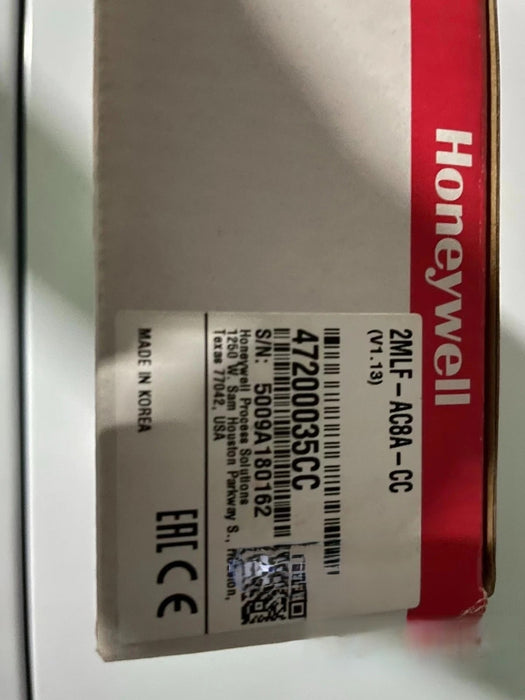 Honeywell
2MLF-AC8A-CC
(V1.13)
47200035CC
S/N: 5009A180162
Honeywell Process Solutions
1250 W. Sam Houston Parkway S., Houston,
Texas 77042, USA
MADE IN KOREA
EAC CE